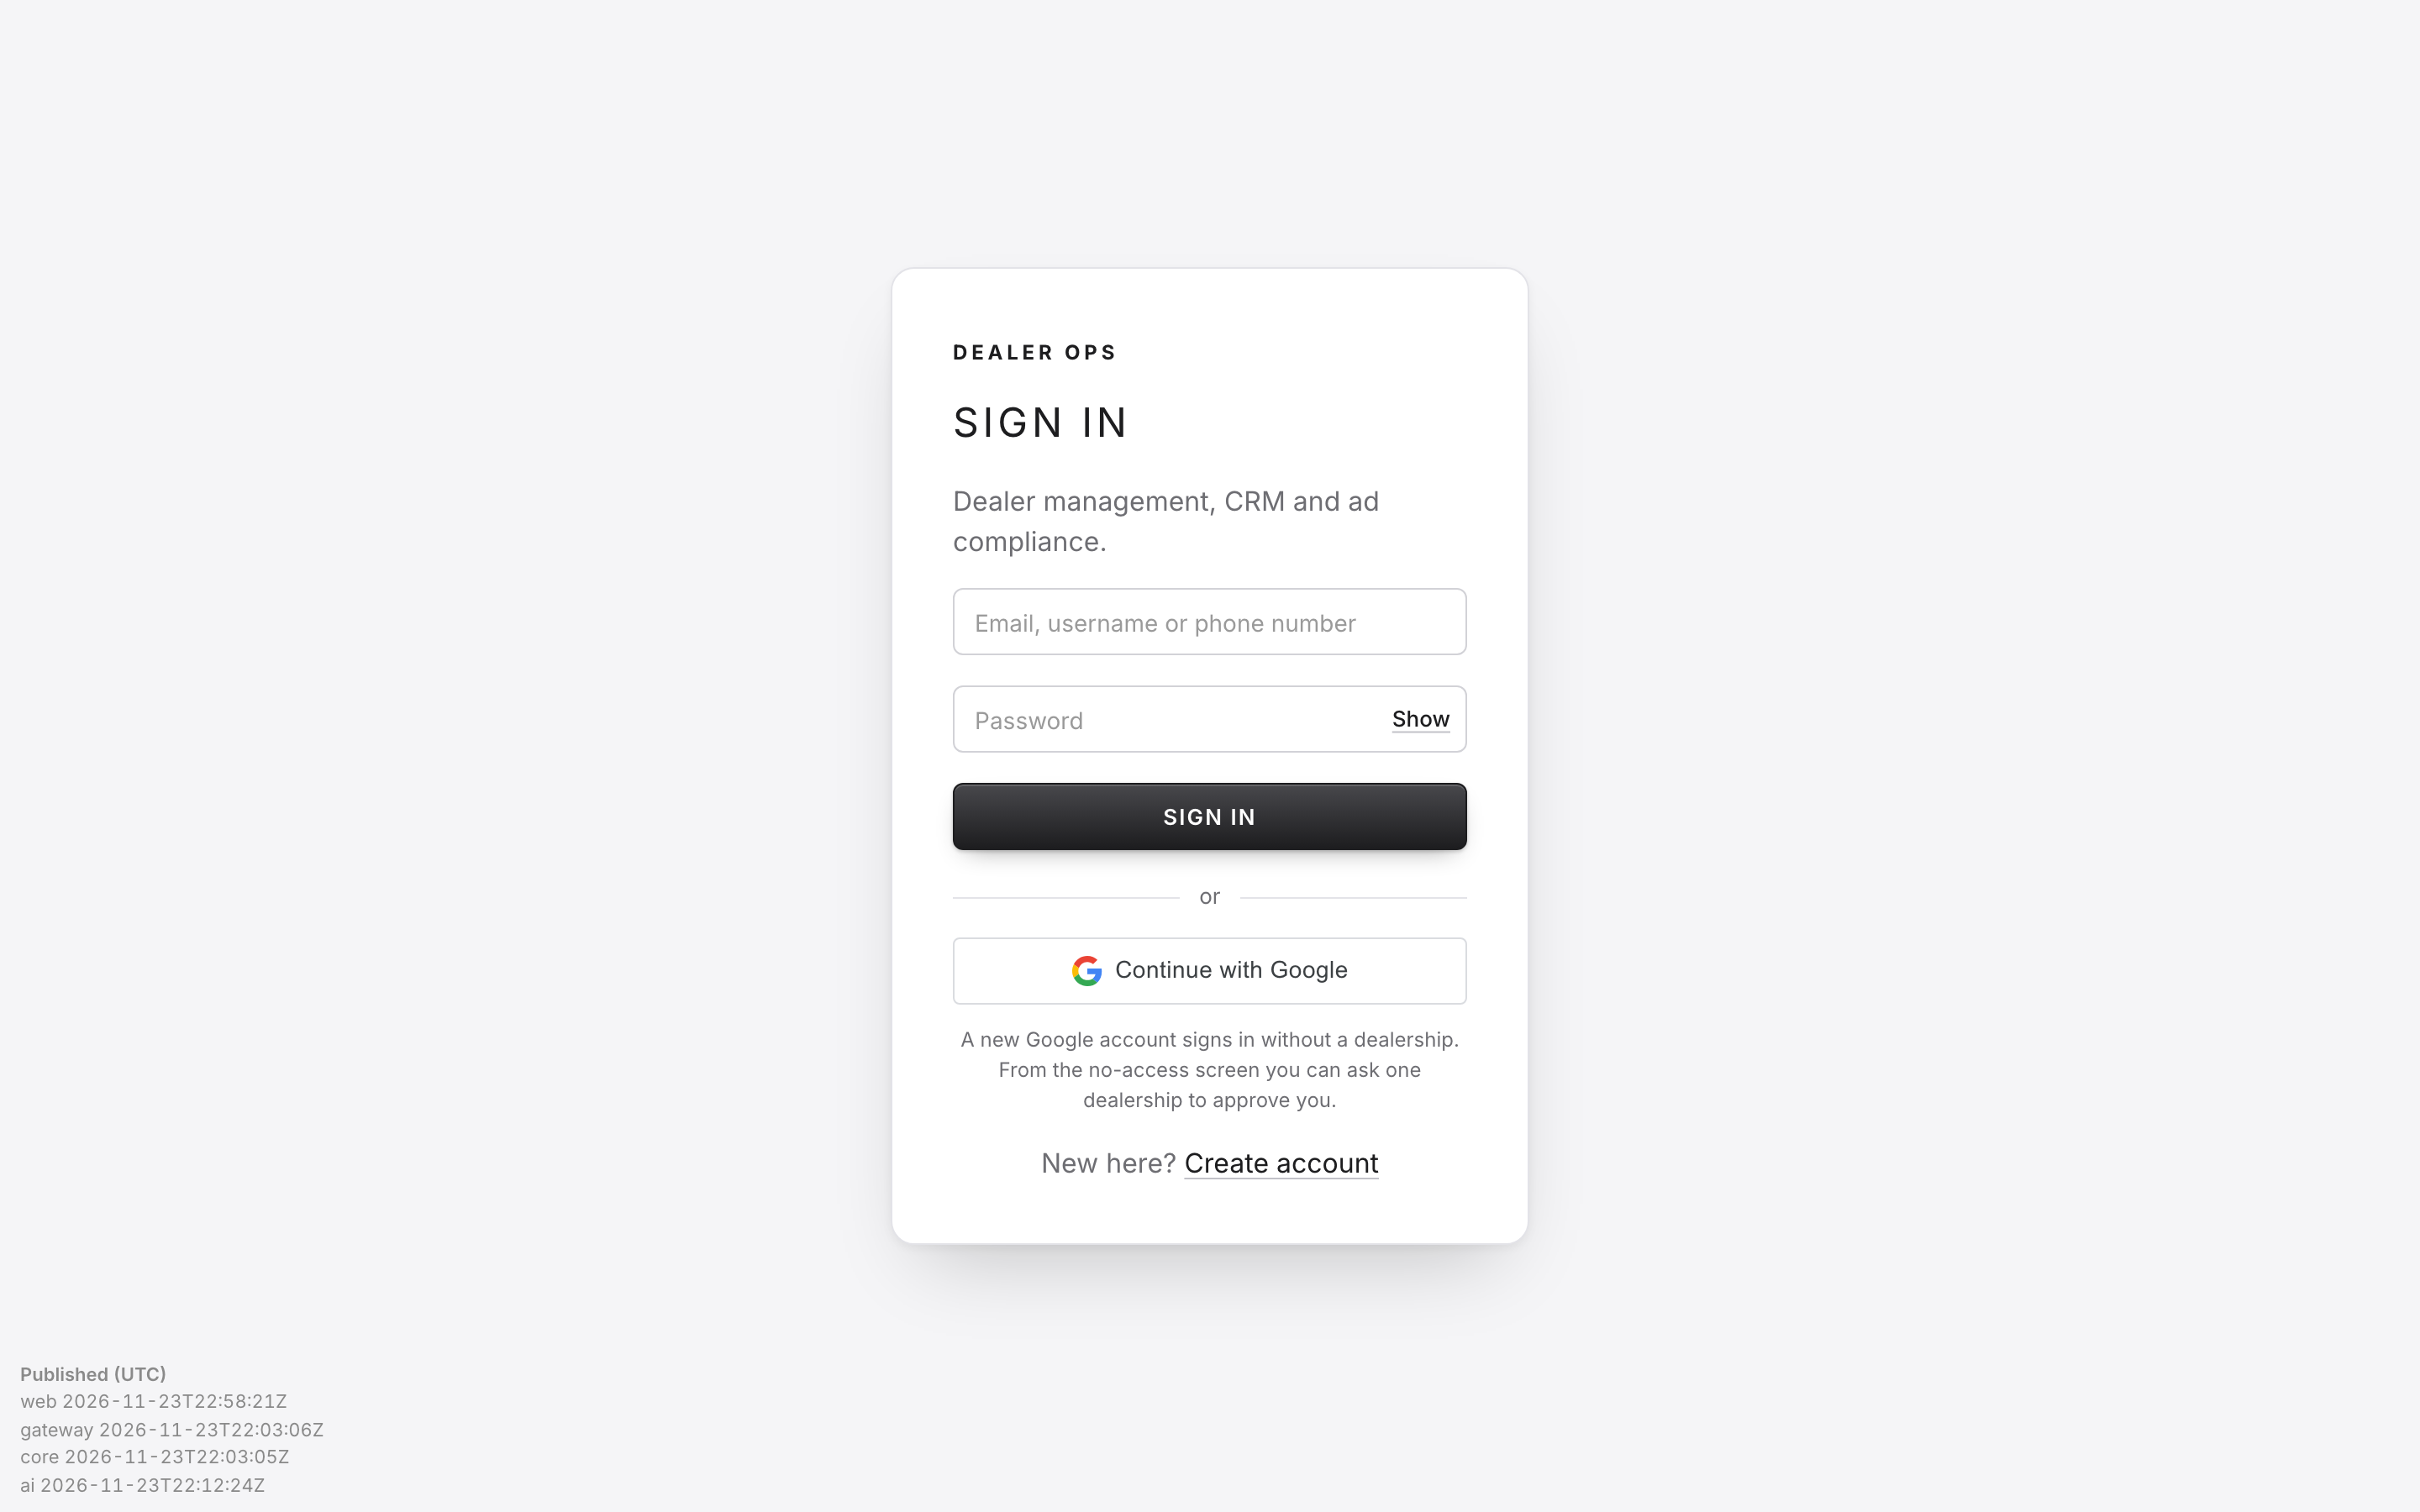 DEALER OPS
SIGN IN
Dealer management, CRM and ad
compliance.
Email, username or phone number
Password
Show
SIGN IN
or
Continue with Google
A new Google account signs in without a dealership.
From the no-access screen you can ask one
dealership to approve you.
New here? Create account
Published (UTC)
web 2026-11-23T22:58:21Z
gateway 2026-11-23T22:03:06Z
core 2026-11-23T22:03:05Z
ai 2026-11-23T22:12:24Z